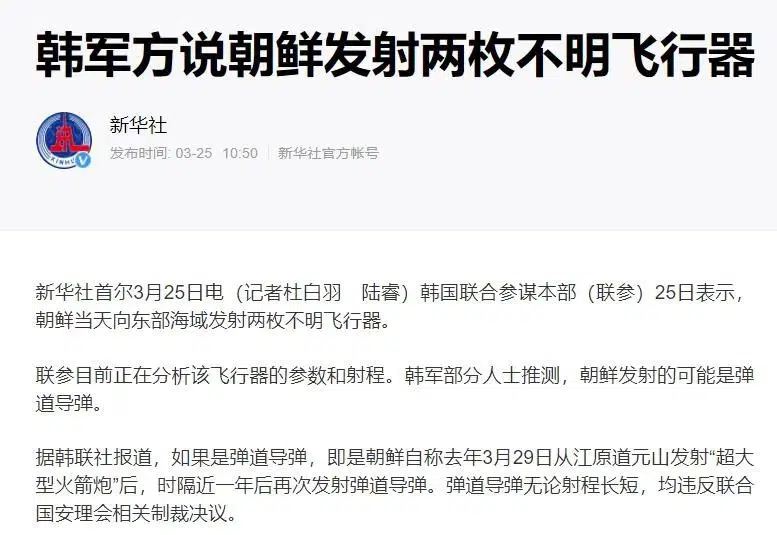 韩军方说朝鲜发射两枚不明飞行器
新华社
发布时间: 03-25 10:50 新华社官方帐号
XINHUA
新华社首尔3月25日电（记者杜白羽 陆睿）韩国联合参谋本部（联参）25日表示，
朝鲜当天向东部海域发射两枚不明飞行器。
联参目前正在分析该飞行器的参数和射程。韩军部分人士推测，朝鲜发射的可能是弹
道导弹。
据韩联社报道，如果是弹道导弹，即是朝鲜自称去年3月29日从江原道元山发射“超大
型火箭炮”后，时隔近一年后再次发射弹道导弹。弹道导弹无论射程长短，均违反联合
国安理会相关制裁决议。